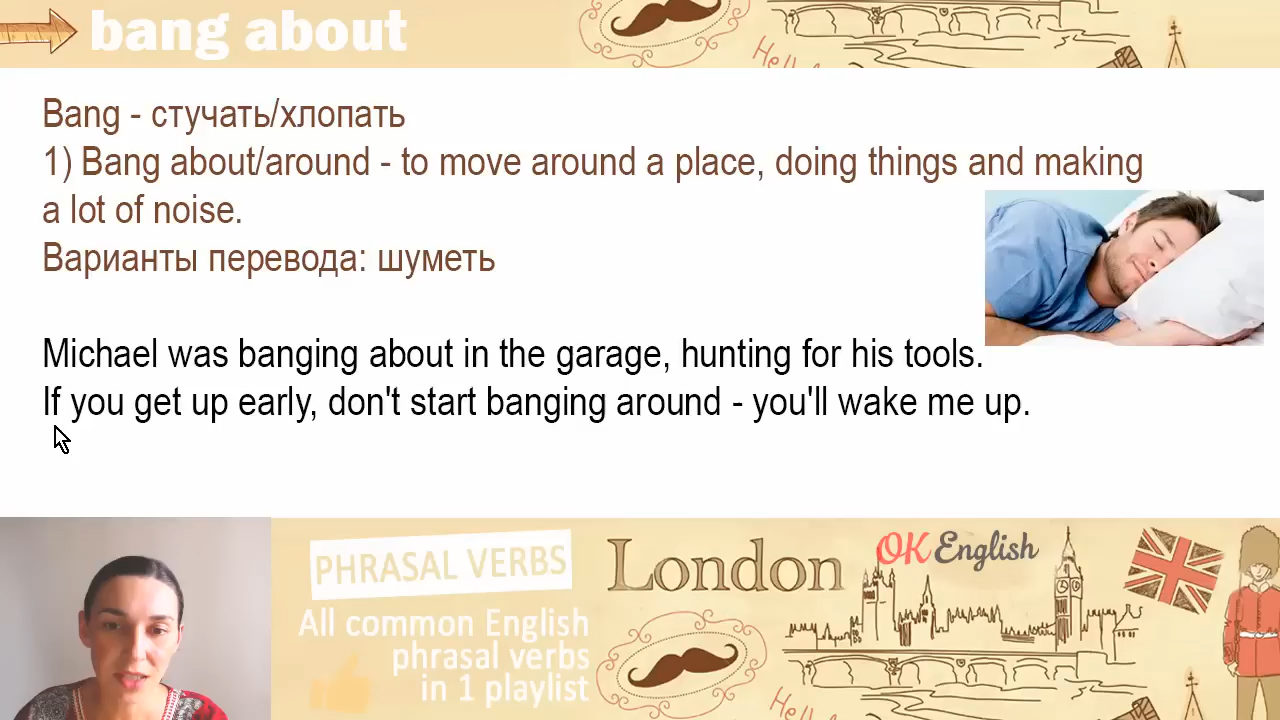 bang about
Hello
Bang - стучать/хлопать
1) Bang about/around - to move around a place, doing things and making
a lot of noise.
Варианты перевода: шуметь
Michael was banging about in the garage, hunting for his tools.
If you get up early, don't start banging around - you'll wake me up.
PHRASAL VERBS
All common English
phrasal verbs
in 1 playlist
London
OK English